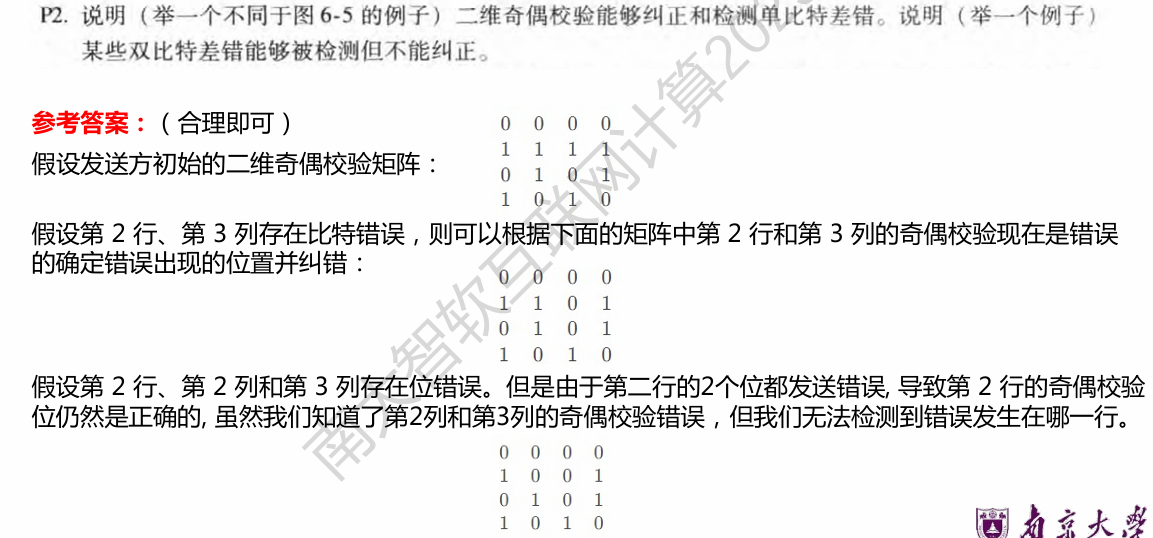 P2. 说明（举一个不同于图 6-5 的例子）二维奇偶校验能够纠正和检测单比特差错。说明（举一个例子）
某些双比特差错能够被检测但不能纠正。
参考答案：（合理即可）
假设发送方初始的二维奇偶校验矩阵：
0 0 0 0
1 1 1 1
0 1 0 1
1 0 1 0
假设第 2 行、第 3 列存在比特错误，则可以根据下面的矩阵中第 2 行和第 3 列的奇偶校验现在是错误
的确定错误出现的位置并纠错：
0 0 0 0
1 1 0 1
0 1 0 1
1 0 1 0
假设第 2 行、第 2 列和第 3 列存在位错误。但是由于第二行的2个位都发送错误, 导致第 2 行的奇偶校验
位仍然是正确的, 虽然我们知道了第2列和第3列的奇偶校验错误，但我们无法检测到错误发生在哪一行。
0 0 0 0
1 0 0 1
0 1 0 1
1 0 1 0
南京大学
南大智软互联网计算202